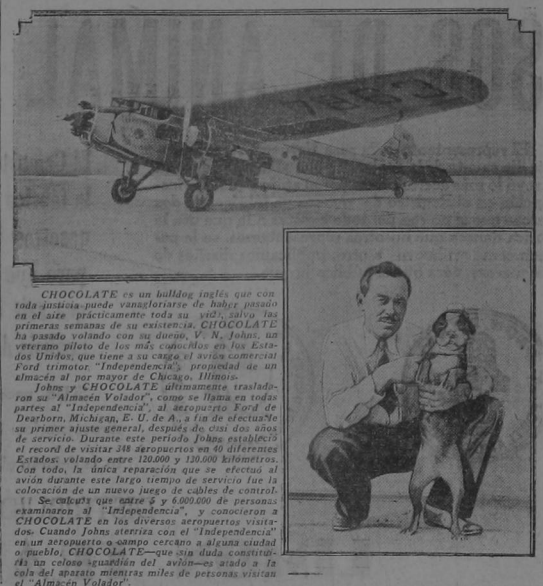 CHOCOLATE es un bulldog inglés que con
toda justicia puede vanagloriarse de haber pasado
en el aire prácticamente toda su vida, salvo las
primeras semanas de su existencia. CHOCOLATE
ha pasado volando con su dueño, V. N. Johns, un
veterano piloto de los más conocidos en los Esta-
dos Unidos, que tiene a su cargo el avión comercial
Ford trimotor "Independencia", propiedad de un
almacén al por mayor de Chicago, Illinois.
Johns y CHOCOLATE últimamente traslada-
ron su "Almacén Volador", como se llama en todas
partes al "Independencia", al aeropuerto Ford de
Dearborn, Michigan, E. U. de A., a fin de efectuarle
su primer ajuste general, después de casi dos años
de servicio. Durante este período Johns estableció
el record de visitar 348 aeropuertos en 40 diferentes
Estados, volando entre 120.000 y 120.000 kilómetros.
Con todo, la única reparación que se efectuó al
avión durante este largo tiempo de servicio fue la
colocación de un nuevo juego de cables de control.
Se calcula que entre 5 y 6.000.000 de personas
examinaron al "Independencia", y conocieron a
CHOCOLATE en los diversos aeropuertos visita-
dos. Cuando Johns aterriza con el "Independencia"
en un aeropuerto o campo cercano a alguna ciudad
o pueblo, CHOCOLATE—que sin duda constitui-
ría un celoso guardián del avión—es atado a la
cola del aparato mientras miles de personas visitan
el "Almacén Volador".